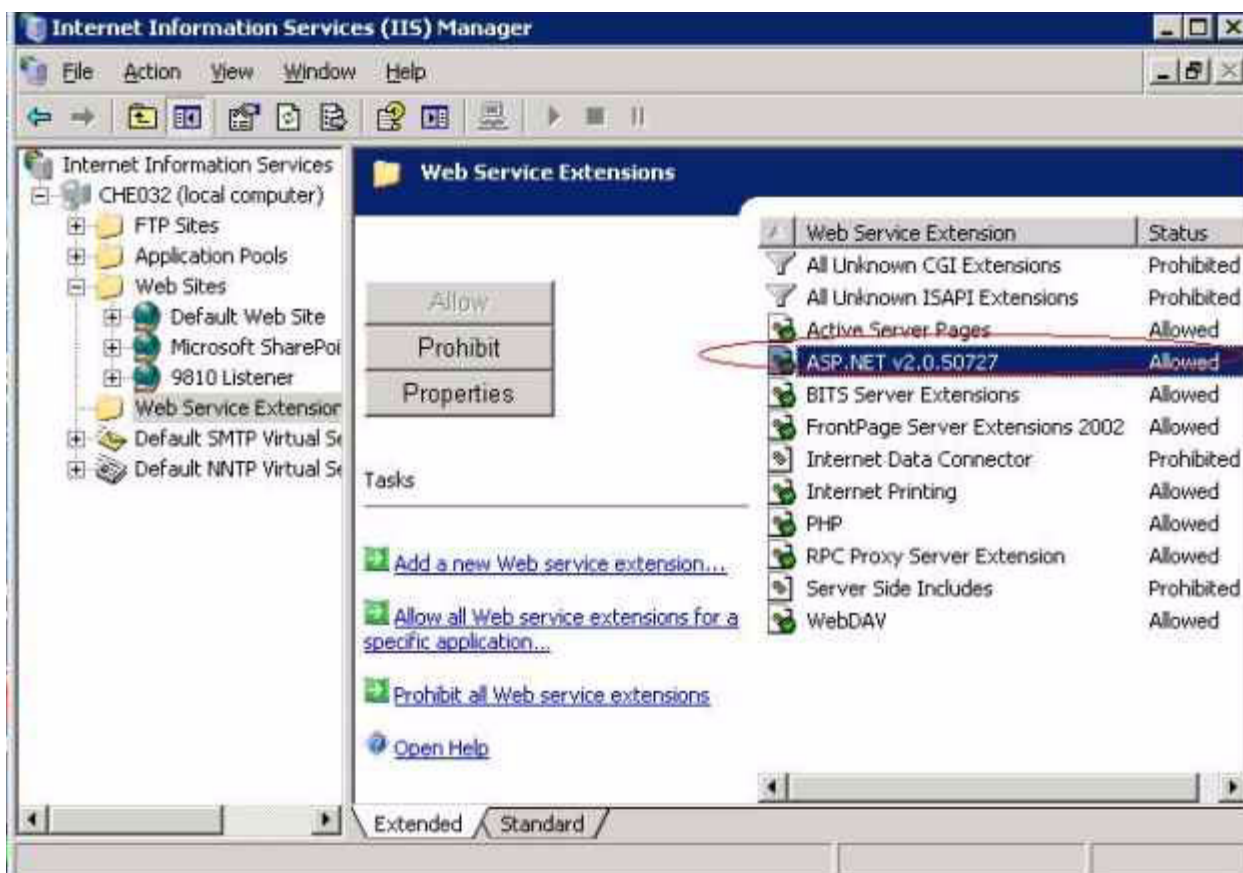 Internet Information Services (IIS) Manager
File Action View Window Help
Internet Information Services
CHE032 (local computer)
FTP Sites
Application Pools
Web Sites
Default Web Site
Microsoft SharePoi
9810 Listener
Web Service Extension
Default SMTP Virtual Se
Default NNTP Virtual Se
Web Service Extensions
Allow
Prohibit
Properties
Tasks
Add a new Web service extension...
Allow all Web service extensions for a
specific application...
Prohibit all Web service extensions
Open Help
Web Service Extension Status
All Unknown CGI Extensions Prohibited
All Unknown ISAPI Extensions Prohibited
Active Server Pages Allowed
ASP.NET v2.0.50727 Allowed
BITS Server Extensions Allowed
FrontPage Server Extensions 2002 Allowed
Internet Data Connector Prohibited
Internet Printing Allowed
PHP Allowed
RPC Proxy Server Extension Allowed
Server Side Includes Prohibited
WebDAV Allowed
Extended Standard